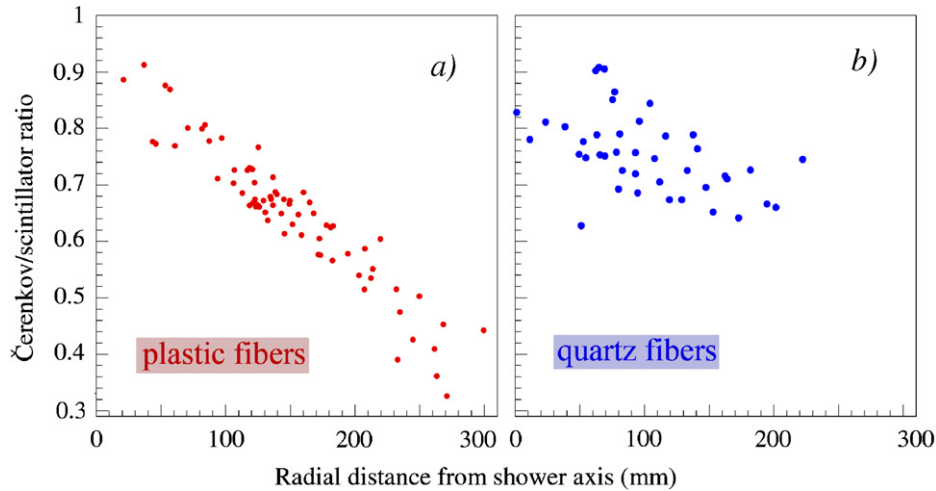 1
0.9
0.8
0.7
0.6
0.5
0.4
0.3
Čerenkov/scintillator ratio
a)
plastic fibers
0 100 200 300
b)
quartz fibers
0 100 200 300
Radial distance from shower axis (mm)